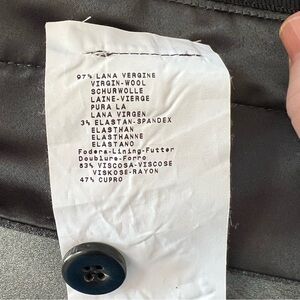 97% LANA VERGINE
VIRGIN-WOOL
SCHURWOLLE
LAINE-VIERGE
PURA LA
LANA VIRGEN
3% ELASTAN-SPANDEX
ELASTHAN
ELASTHANNE
ELASTANO
Fodera-Lining-Futter
Doublure-Forro
53% VISCOSA-VISCOSE
VISKOSE-RAYON
47% CUPRO